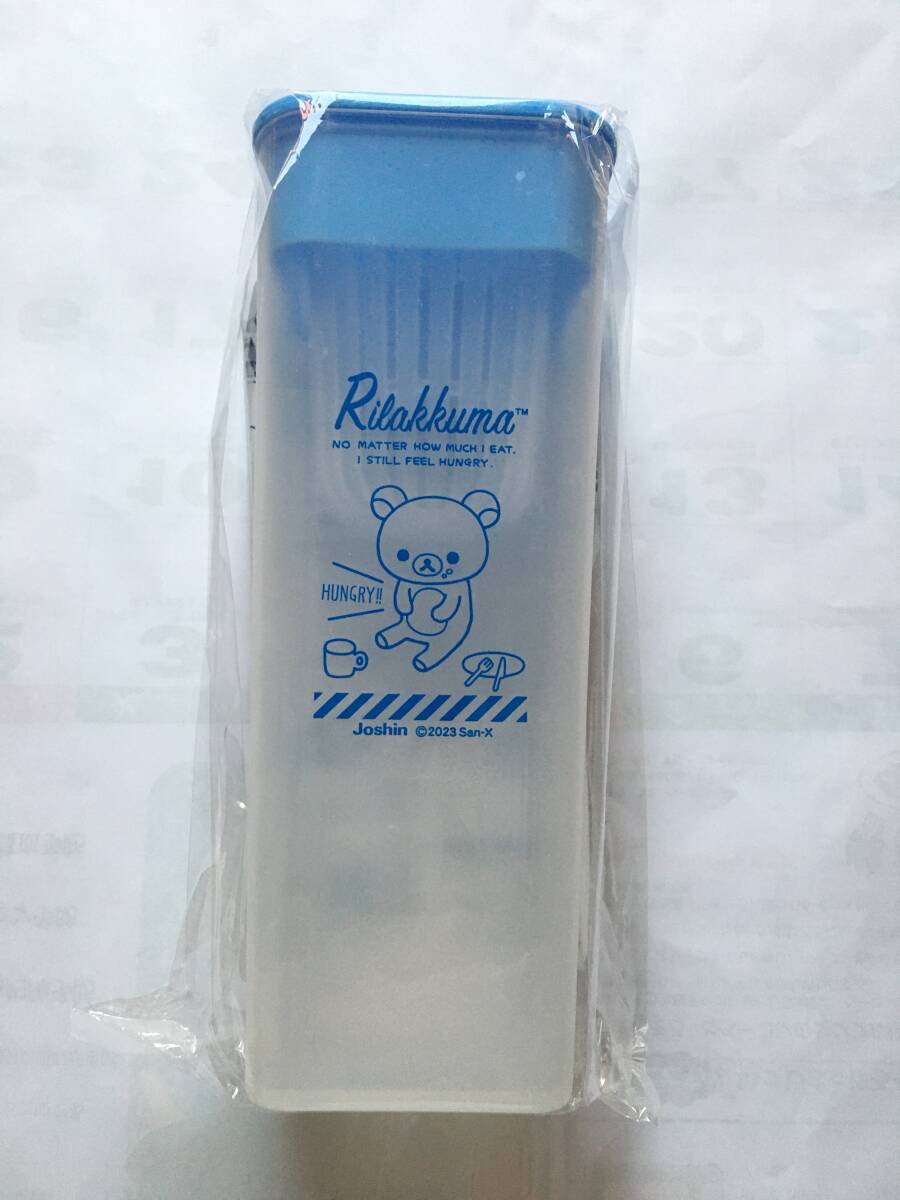 Rilakkuma™
NO MATTER HOW MUCH I EAT.
I STILL FEEL HUNGRY.
HUNGRY!!
Joshin ©2023 San-X